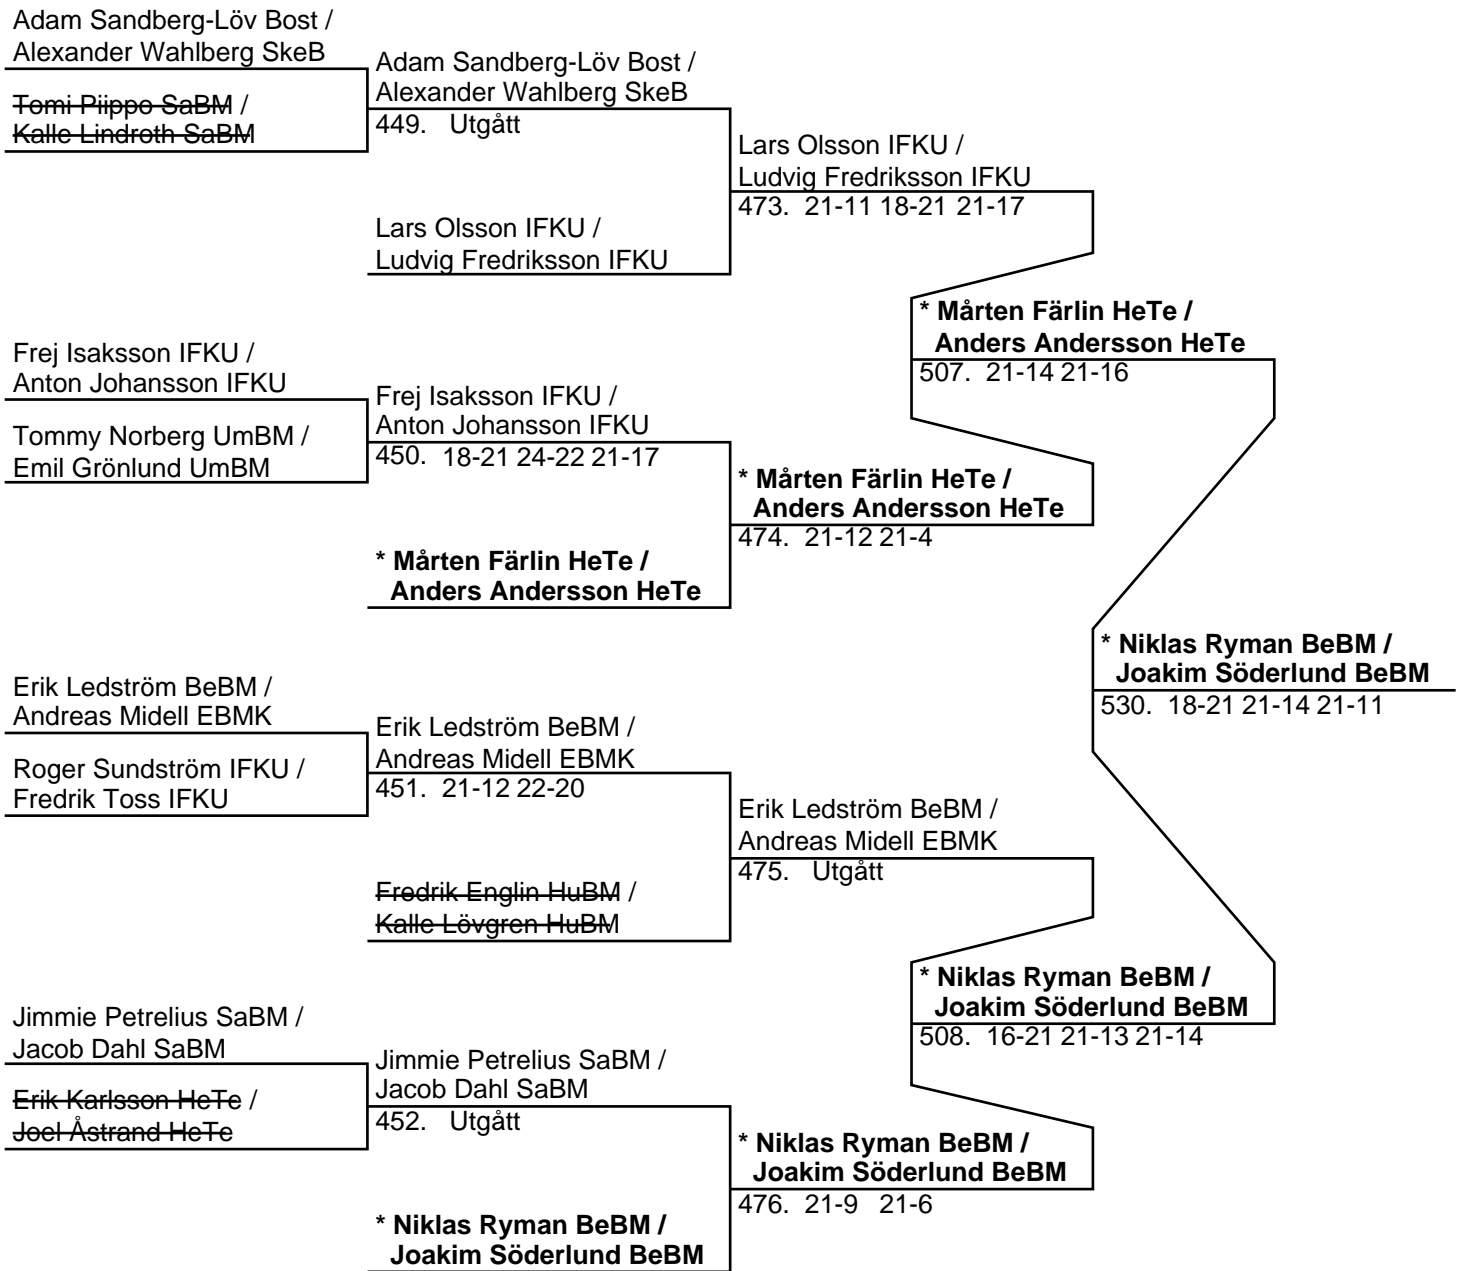 Adam Sandberg-Löv Bost /
Alexander Wahlberg SkeB
Tomi Piippo SaBM /
Kalle Lindroth SaBM
Adam Sandberg-Löv Bost /
Alexander Wahlberg SkeB
449. Utgått
Lars Olsson IFKU /
Ludvig Fredriksson IFKU
Lars Olsson IFKU /
Ludvig Fredriksson IFKU
473. 21-11 18-21 21-17
Frej Isaksson IFKU /
Anton Johansson IFKU
Tommy Norberg UmBM /
Emil Grönlund UmBM
Frej Isaksson IFKU /
Anton Johansson IFKU
450. 18-21 24-22 21-17
* Mårten Färlin HeTe /
Anders Andersson HeTe
* Mårten Färlin HeTe /
Anders Andersson HeTe
474. 21-12 21-4
* Mårten Färlin HeTe /
Anders Andersson HeTe
507. 21-14 21-16
Erik Ledström BeBM /
Andreas Midell EBMK
Roger Sundström IFKU /
Fredrik Toss IFKU
Erik Ledström BeBM /
Andreas Midell EBMK
451. 21-12 22-20
Fredrik Englin HuBM /
Kalle Lövgren HuBM
Erik Ledström BeBM /
Andreas Midell EBMK
475. Utgått
Jimmie Petrelius SaBM /
Jacob Dahl SaBM
Erik Karlsson HeTe /
Joel Åstrand HeTe
Jimmie Petrelius SaBM /
Jacob Dahl SaBM
452. Utgått
* Niklas Ryman BeBM /
Joakim Söderlund BeBM
* Niklas Ryman BeBM /
Joakim Söderlund BeBM
476. 21-9 21-6
* Niklas Ryman BeBM /
Joakim Söderlund BeBM
508. 16-21 21-13 21-14
* Niklas Ryman BeBM /
Joakim Söderlund BeBM
530. 18-21 21-14 21-11